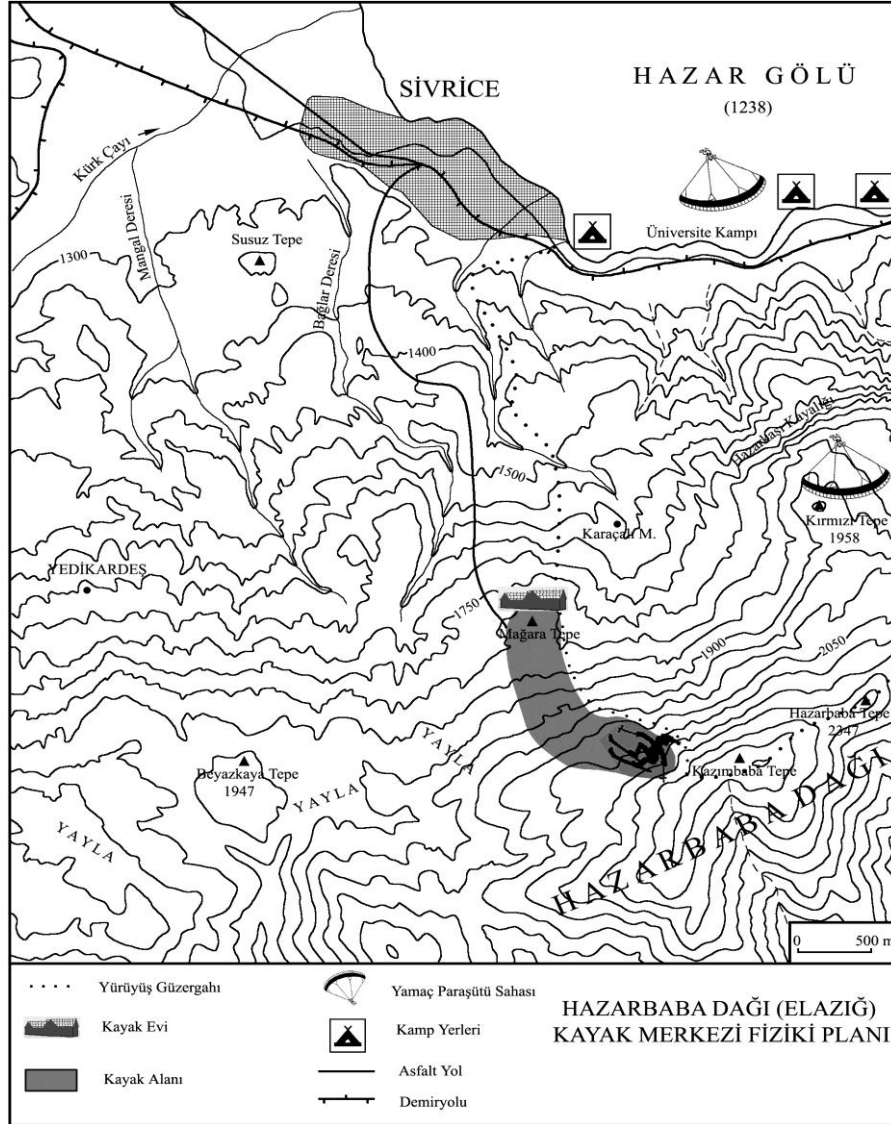 SİVRİCE
HAZAR GÖLÜ
(1238)
Kürk Çayı
Mangal Deresi
Üniversite Kampı
Susuz Tepe
1300
Bağlar Deresi
1400
Hazarbaşı Kayalığı
1500
Karaçalı M.
Kırmızı Tepe
1958
YEDİKARDEŞ
1750
Mağara Tepe
1900
2050
Hazarbaba Tepe
2347
YAYLA
Beyazkaya Tepe
1947
Kazımbaba Tepe
YAYLA
YAYLA
HAZARBABA DAĞI
0 500 m
Yürüyüş Güzergahı
Yamaç Paraşütü Sahası
Kayak Evi
Kamp Yerleri
HAZARBABA DAĞI (ELAZIĞ)
KAYAK MERKEZİ FİZİKİ PLANI
Kayak Alanı
Asfalt Yol
Demiryolu